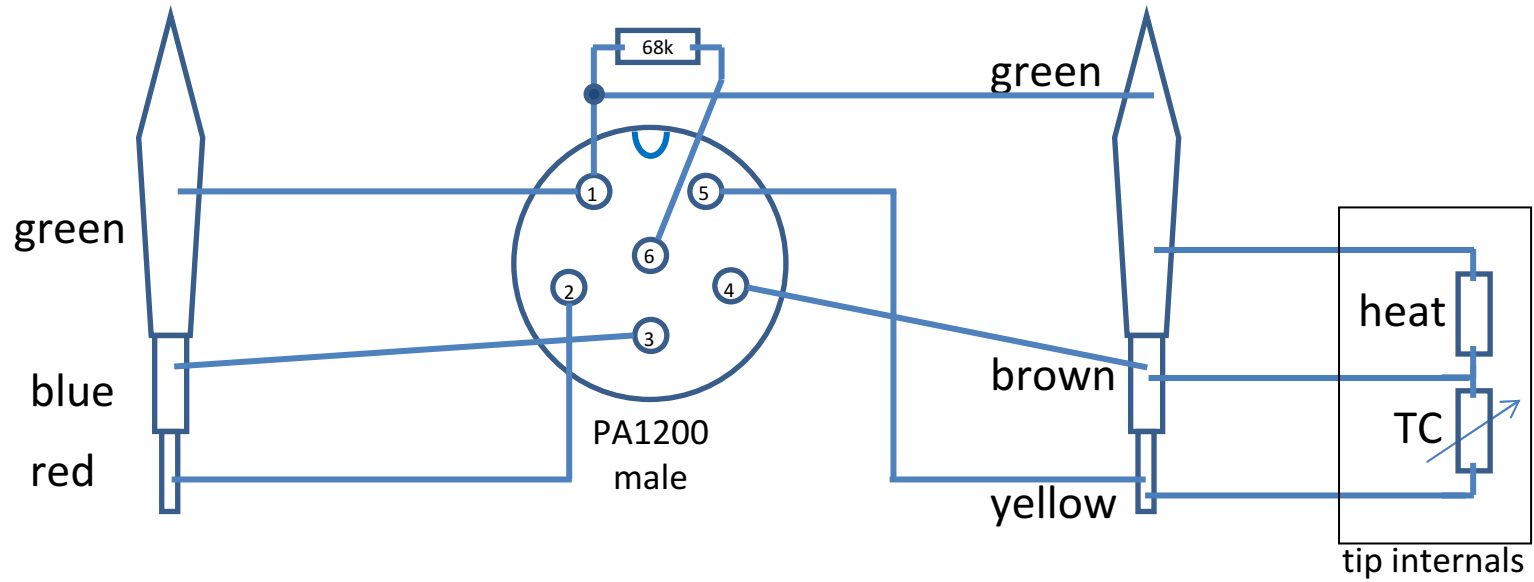 68k
green
1
5
green
6
heat
2
4
3
blue
brown
TC
PA1200
male
red
yellow
tip internals